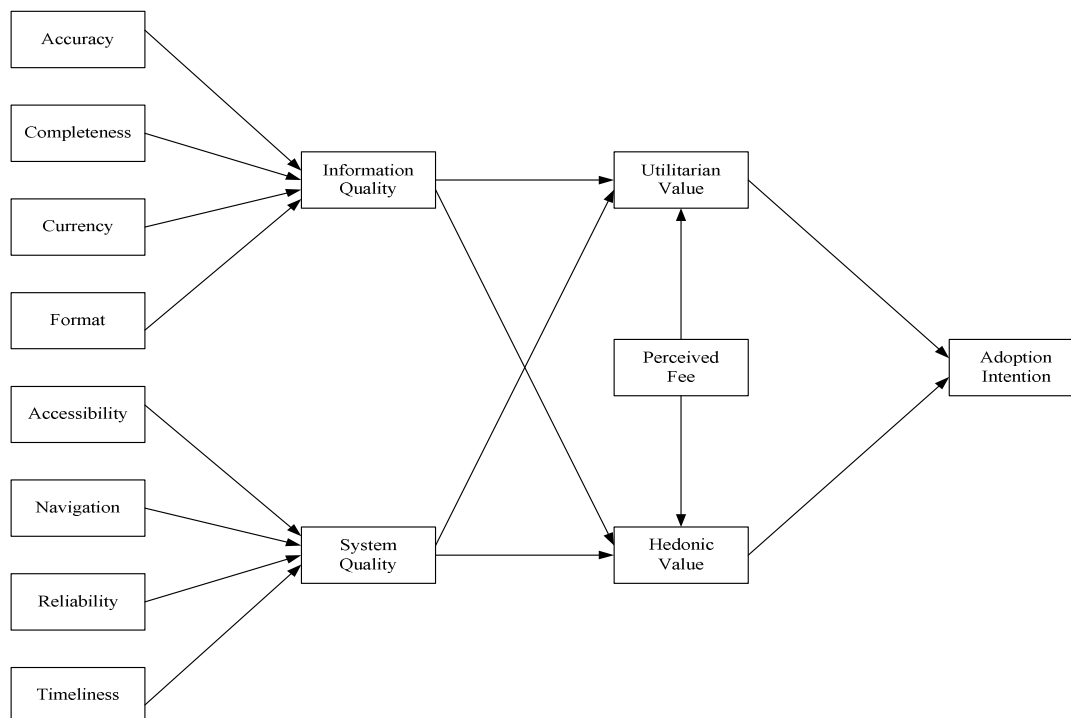 Accuracy
Completeness
Currency
Format
Accessibility
Navigation
Reliability
Timeliness
Information
Quality
System
Quality
Utilitarian
Value
Perceived
Fee
Hedonic
Value
Adoption
Intention